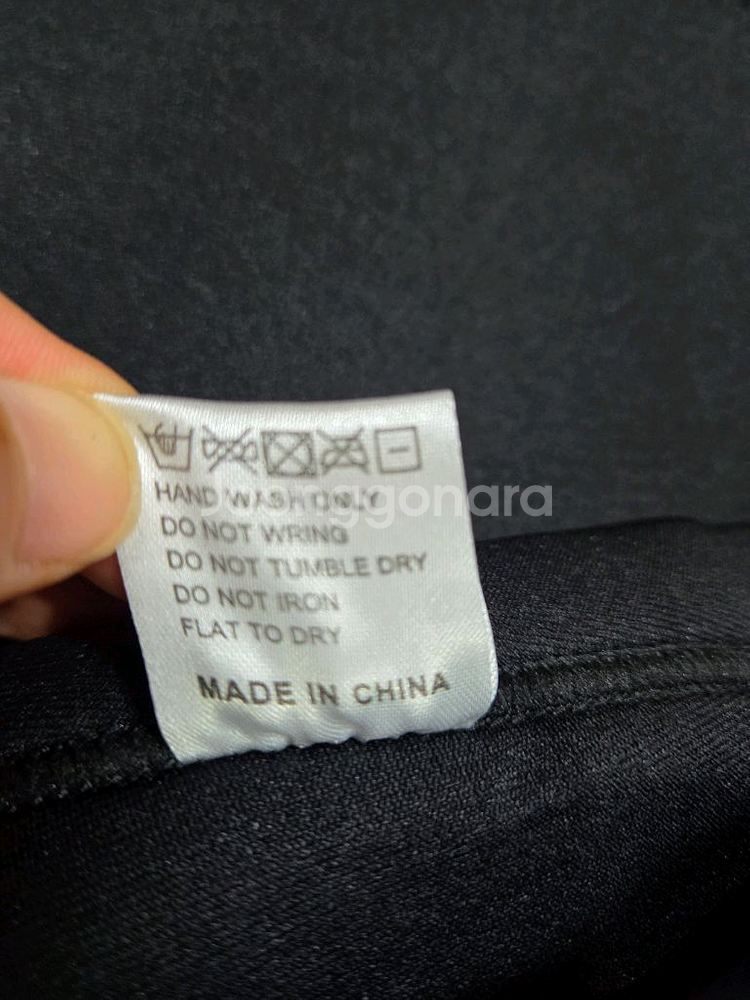 HAND WASH ONLY
DO NOT WRING
DO NOT TUMBLE DRY
DO NOT IRON
FLAT TO DRY
MADE IN CHINA